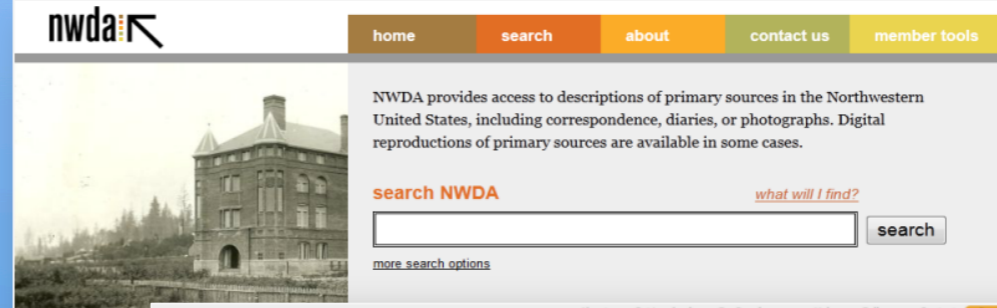 nwda
home search about contact us member tools
NWDA provides access to descriptions of primary sources in the Northwestern
United States, including correspondence, diaries, or photographs. Digital
reproductions of primary sources are available in some cases.
search NWDA what will I find?
search
more search options